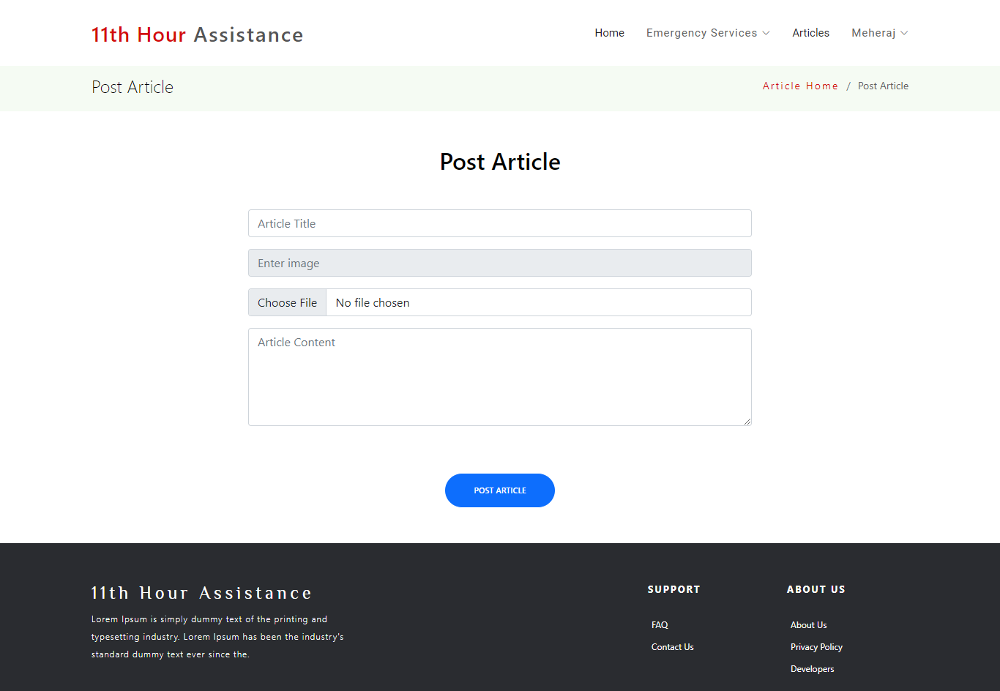 11th Hour Assistance
Home Emergency Services Articles Meheraj
Post Article
Article Home / Post Article
Post Article
Article Title
Enter image
Choose File No file chosen
Article Content
POST ARTICLE
11th Hour Assistance
Lorem Ipsum is simply dummy text of the printing and
typesetting industry. Lorem Ipsum has been the industry's
standard dummy text ever since the.
SUPPORT
FAQ
Contact Us
ABOUT US
About Us
Privacy Policy
Developers